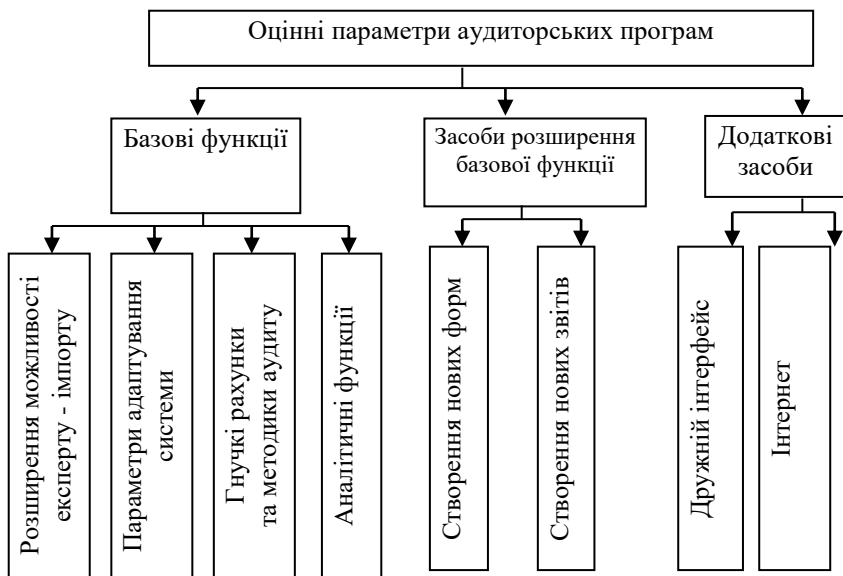 Оцінні параметри аудиторських програм
Базові функції
Засоби розширення
базової функції
Додаткові
засоби
Розширення можливості
експерту - імпорту
Параметри адаптування
системи
Гнучкі рахунки
та методики аудиту
Аналітичні функції
Створення нових форм
Створення нових звітів
Дружній інтерфейс
Інтернет